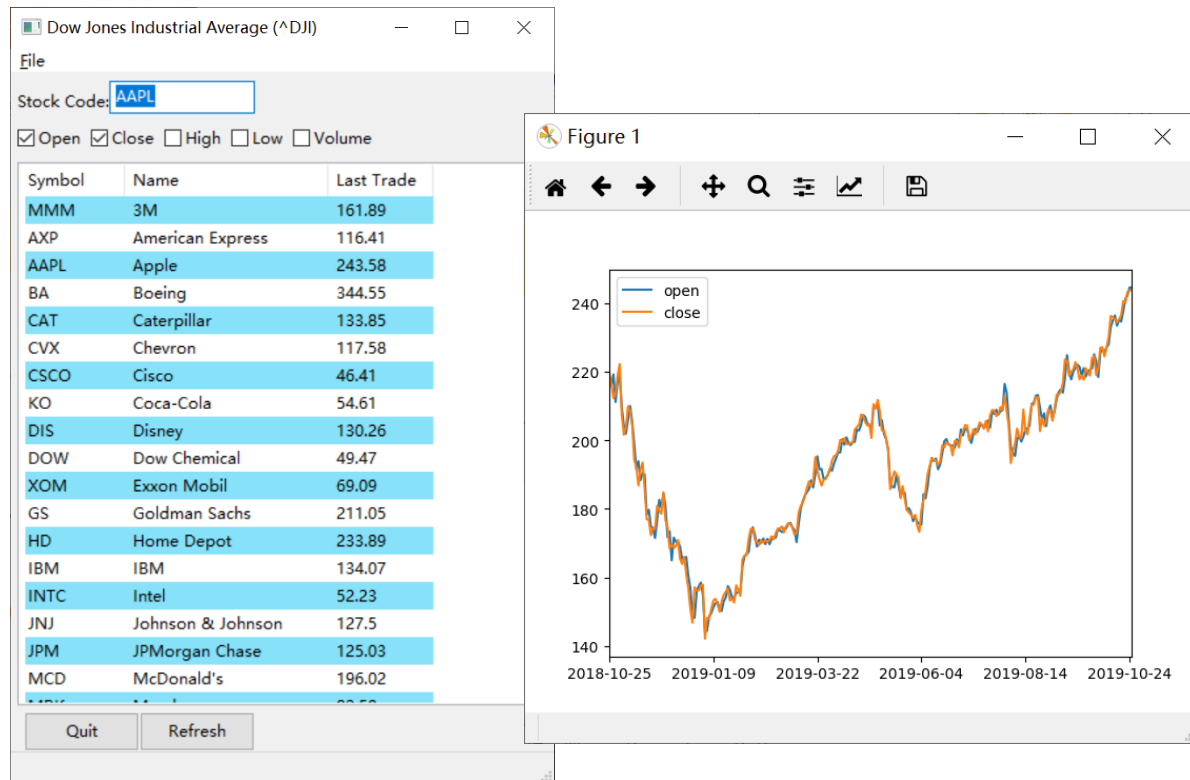 Dow Jones Industrial Average (^DJI)
File
Stock Code: AAPL
Open Close High Low Volume
Symbol Name Last Trade
MMM 3M 161.89
AXP American Express 116.41
AAPL Apple 243.58
BA Boeing 344.55
CAT Caterpillar 133.85
CVX Chevron 117.58
CSCO Cisco 46.41
KO Coca-Cola 54.61
DIS Disney 130.26
DOW Dow Chemical 49.47
XOM Exxon Mobil 69.09
GS Goldman Sachs 211.05
HD Home Depot 233.89
IBM IBM 134.07
INTC Intel 52.23
JNJ Johnson & Johnson 127.5
JPM JPMorgan Chase 125.03
MCD McDonald's 196.02
Quit Refresh
Figure 1
open
close
240
220
200
180
160
140
2018-10-25 2019-01-09 2019-03-22 2019-06-04 2019-08-14 2019-10-24